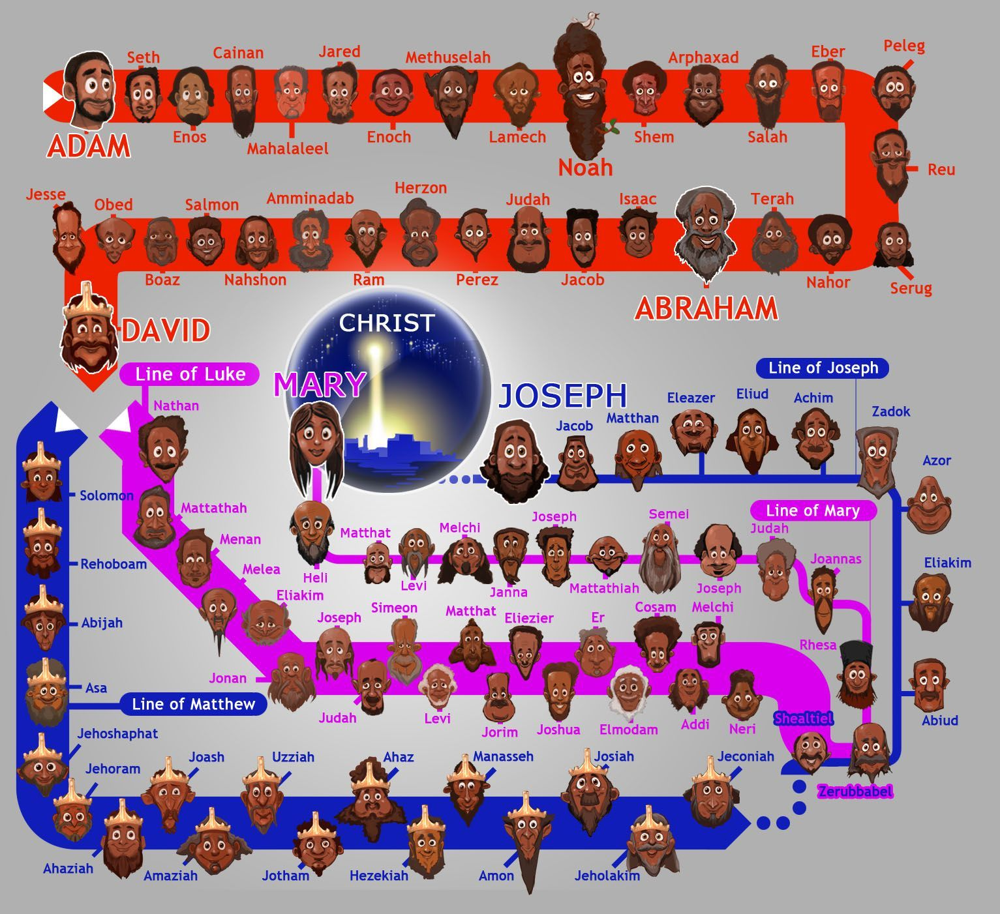 ADAM
Seth
Enos
Cainan
Mahalaleel
Jared
Enoch
Methuselah
Lamech
Noah
Shem
Arphaxad
Salah
Eber
Peleg
Reu
Serug
Nahor
Terah
ABRAHAM
Isaac
Jacob
Judah
Perez
Herzon
Ram
Amminadab
Nahshon
Salmon
Boaz
Obed
Jesse
DAVID
CHRIST
MARY
JOSEPH
Line of Luke
Nathan
Mattathah
Menan
Melea
Eliakim
Jonan
Joseph
Judah
Simeon
Levi
Matthat
Jorim
Eliezier
Joshua
Er
Elmodam
Cosam
Addi
Melchi
Neri
Shealtiel
Zerubbabel
Line of Mary
Rhesa
Joannas
Judah
Joseph
Semei
Mattathiah
Joseph
Janna
Melchi
Levi
Matthat
Heli
Line of Joseph
Jacob
Matthan
Eleazer
Eliud
Achim
Zadok
Azor
Eliakim
Abiud
Line of Matthew
Solomon
Rehoboam
Abijah
Asa
Jehoshaphat
Jehoram
Ahaziah
Joash
Amaziah
Uzziah
Jotham
Ahaz
Hezekiah
Manasseh
Amon
Josiah
Jeholakim
Jeconiah